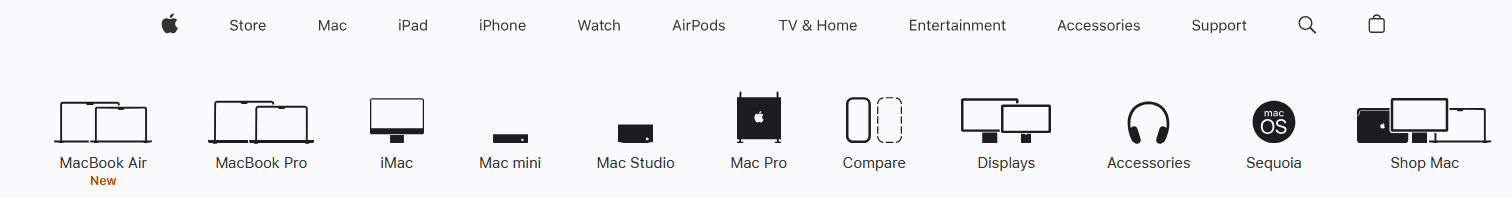 Store Mac iPad iPhone Watch AirPods TV & Home Entertainment Accessories Support
mac
OS
MacBook Air MacBook Pro iMac Mac mini Mac Studio Mac Pro Compare Displays Accessories Sequoia Shop Mac
New